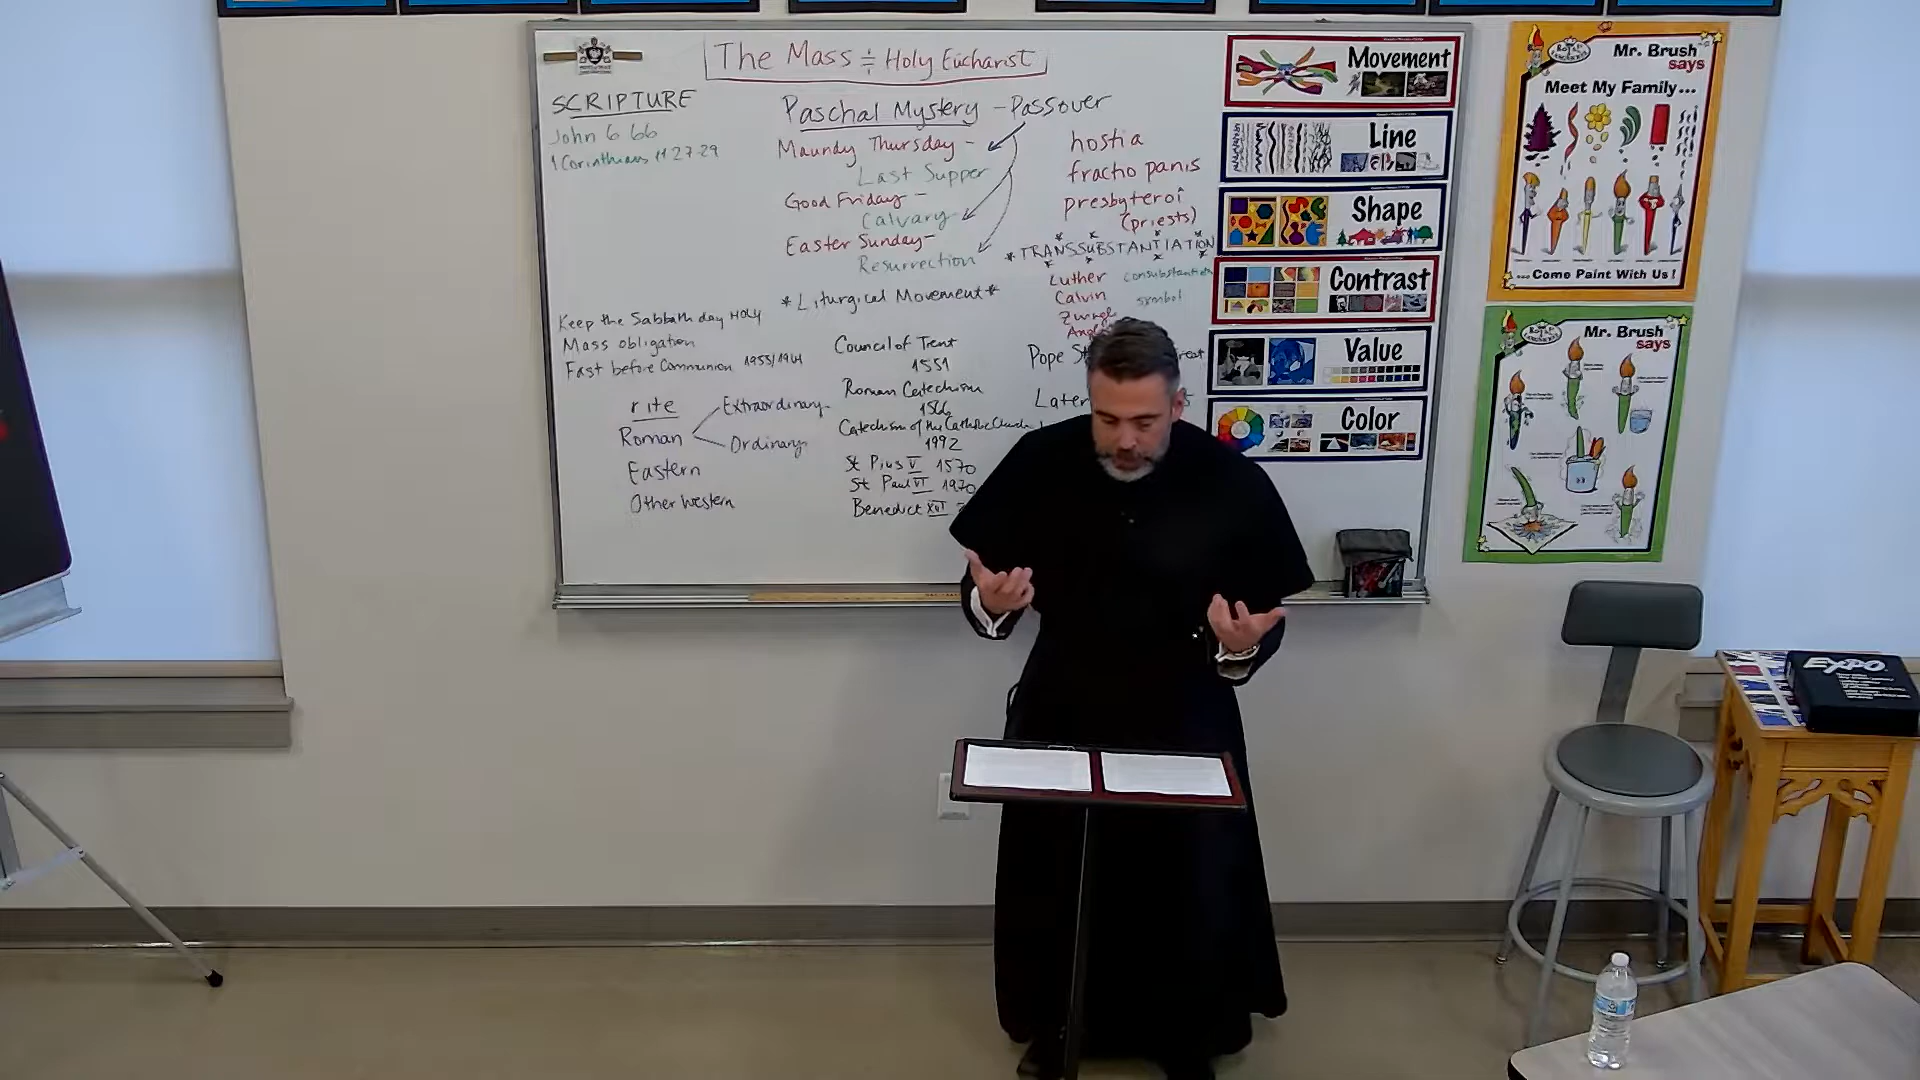 The Mass ÷ Holy Eucharist
SCRIPTURE
John 6 66
1 Corinthians 11 27-29
Paschal Mystery - Passover
Maundy Thursday -
Last Supper
Good Friday -
Calvary
Easter Sunday -
Resurrection
*Liturgical Movement*
hostia
fractio panis
presbyteroi
(priests)
*TRANSSUBSTANTIATION
Luther consubstantiation
Calvin symbol
Pope St
Keep the Sabbath day HOLY
Mass obligation
Fast before Communion 1953/1964
rite
Roman
Extraordinary
Ordinary
Eastern
Other Western
Council of Trent
1551
Roman Catechism
1566
Catechism of the Catholic Church
1992
St Pius V 1570
St Paul VI 1970
Benedict XVI
Movement
Line
Shape
Contrast
Value
Color
Mr. Brush
says
Meet My Family...
...Come Paint With Us!
Mr. Brush
says
EXPO